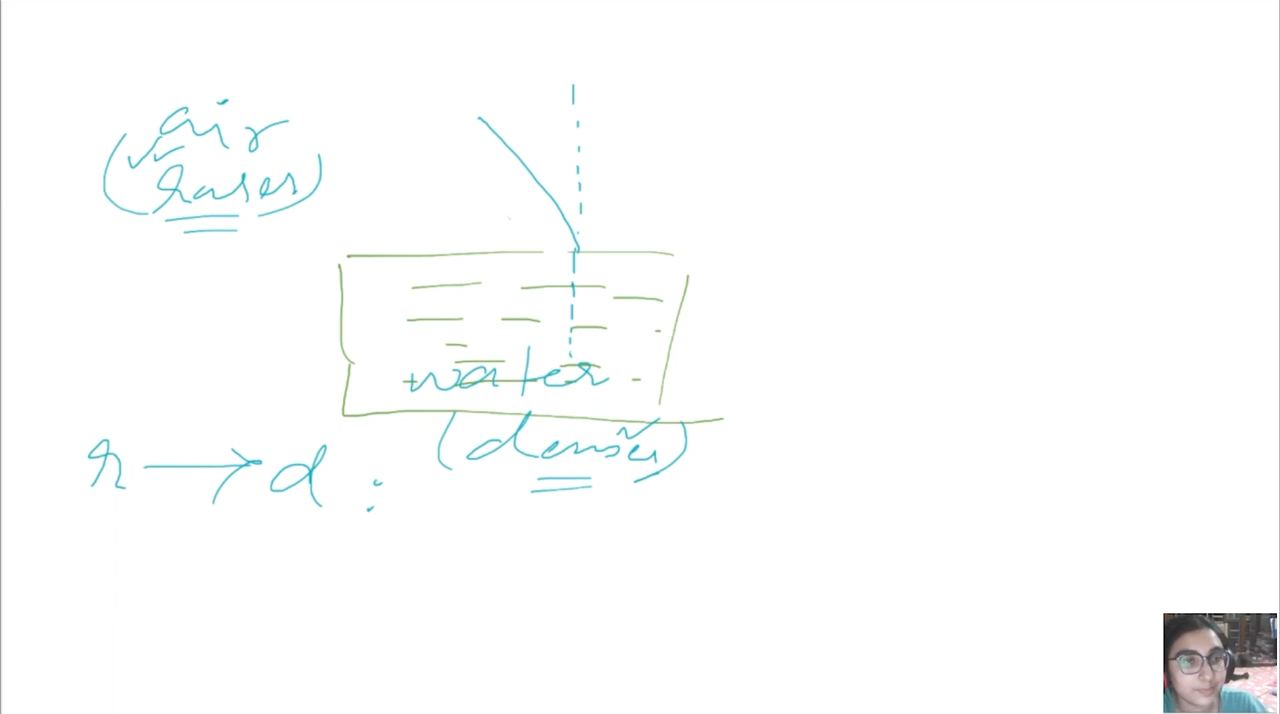 air
(rarer)
water
(denser)
r → d :